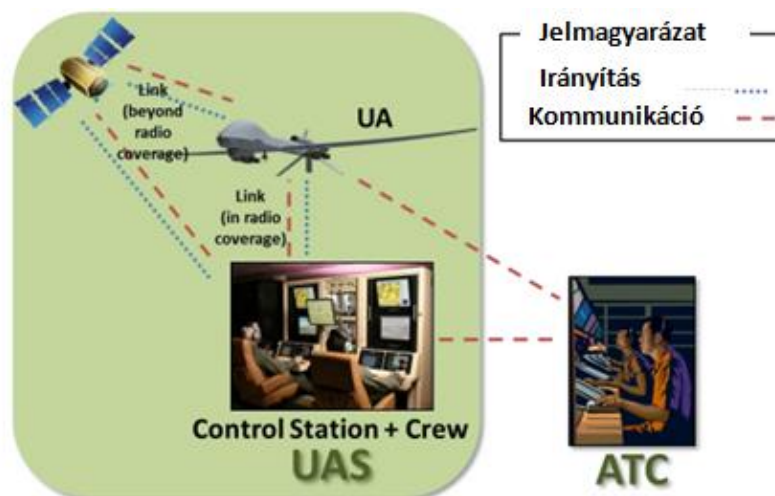 Jelmagyarázat
Irányítás
Kommunikáció
Link
(beyond
radio
coverage)
UA
Link
(in radio
coverage)
Control Station + Crew
UAS
ATC